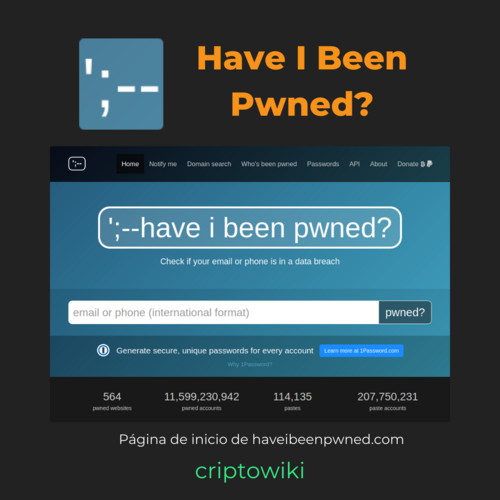 ';--
Have I Been
Pwned?
';--
Home Notify me Domain search Who's been pwned Passwords API About Donate
';--have i been pwned?
Check if your email or phone is in a data breach
email or phone (international format) pwned?
Generate secure, unique passwords for every account Learn more at 1Password.com
Why 1Password?
564 11,599,230,942 114,135 207,750,231
pwned websites pwned accounts pastes paste accounts
Página de inicio de haveibeenpwned.com
criptowiki